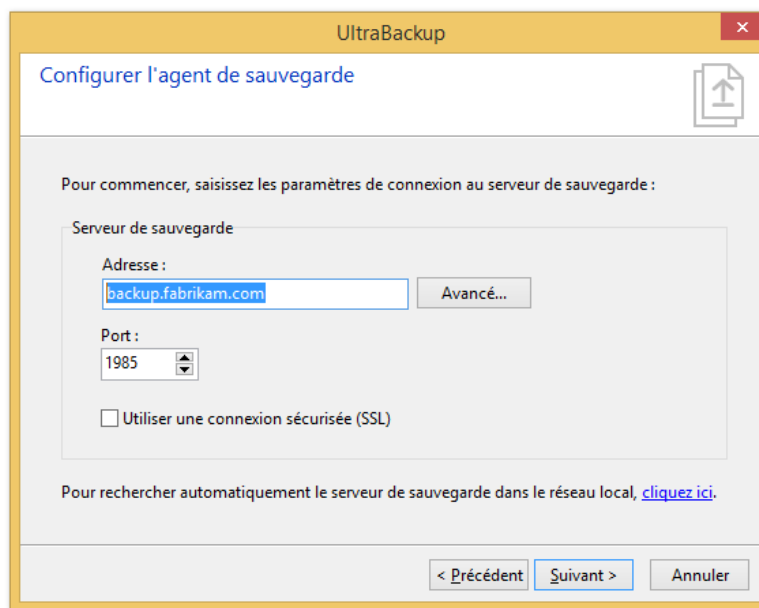 UltraBackup
Configurer l'agent de sauvegarde
Pour commencer, saisissez les paramètres de connexion au serveur de sauvegarde :
Serveur de sauvegarde
Adresse :
backup.fabrikam.com Avancé...
Port :
1985
Utiliser une connexion sécurisée (SSL)
Pour rechercher automatiquement le serveur de sauvegarde dans le réseau local, cliquez ici.
< Précédent Suivant > Annuler